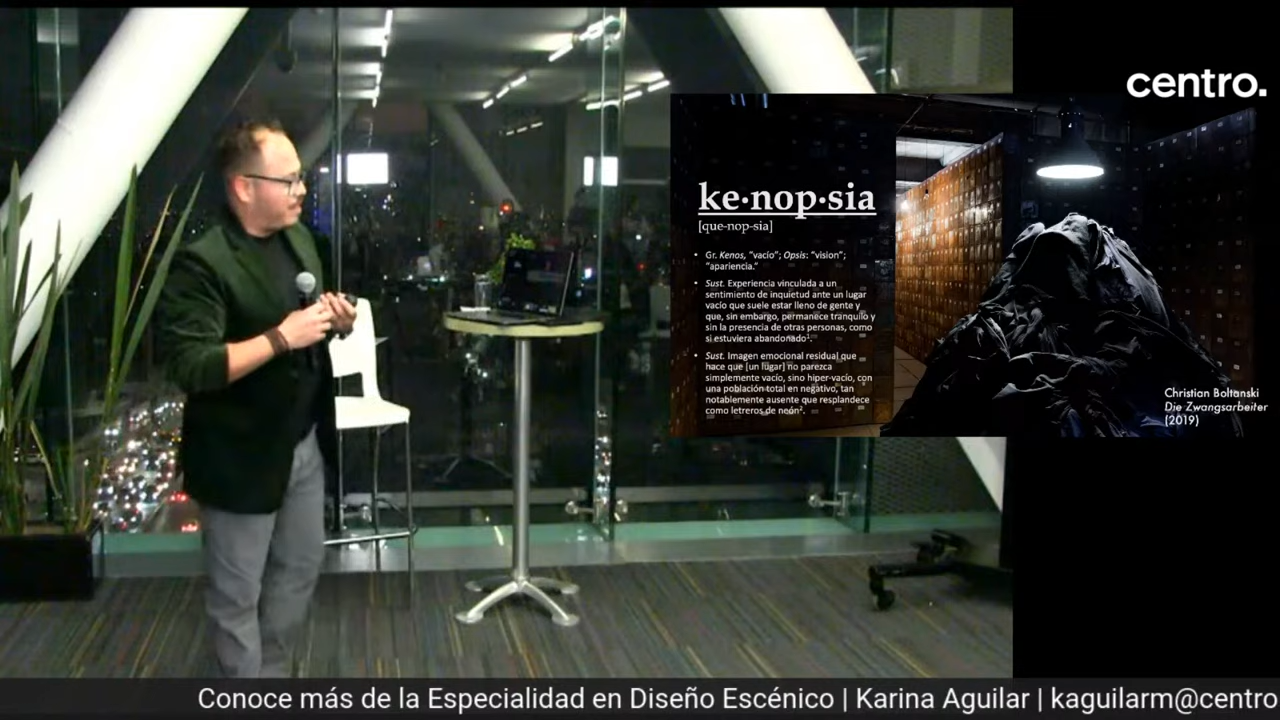 centro.
ke·nop·sia
[que-nop-sia]
• Gr. Kenos, “vacío”; Opsis: “vision”;
“apariencia.”
• Sust. Experiencia vinculada a un
sentimiento de inquietud ante un lugar
vacío que suele estar lleno de gente y
que, sin embargo, permanece tranquilo y
sin la presencia de otras personas, como
si estuviera abandonado¹.
• Sust. Imagen emocional residual que
hace que [un lugar] no parezca
simplemente vacío, sino hiper-vacío, con
una población total en negativo, tan
notablemente ausente que resplandece
como letreros de neón².
Christian Boltanski
Die Zwangsarbeiter
(2019)
Conoce más de la Especialidad en Diseño Escénico | Karina Aguilar | kaguilarm@centro